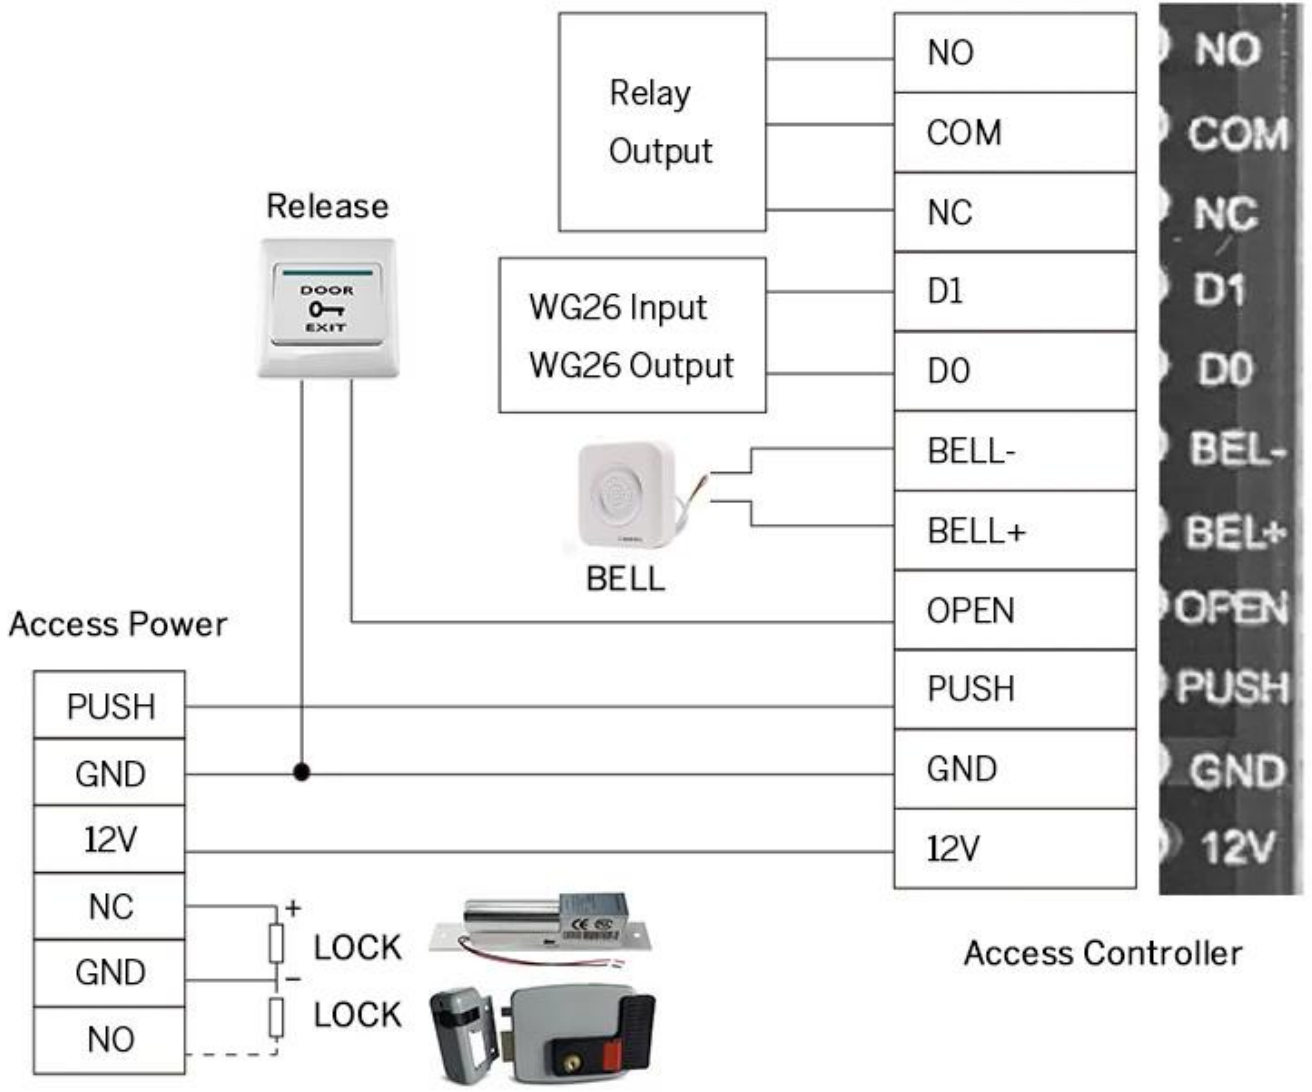 Relay
Output
Release
DOOR
EXIT
WG26 Input
WG26 Output
BELL
NO
COM
NC
D1
D0
BELL-
BELL+
OPEN
PUSH
GND
12V
NO
COM
NC
D1
D0
BEL-
BEL+
OPEN
PUSH
GND
12V
Access Controller
Access Power
PUSH
GND
12V
NC
GND
NO
+
LOCK
−
LOCK
CE